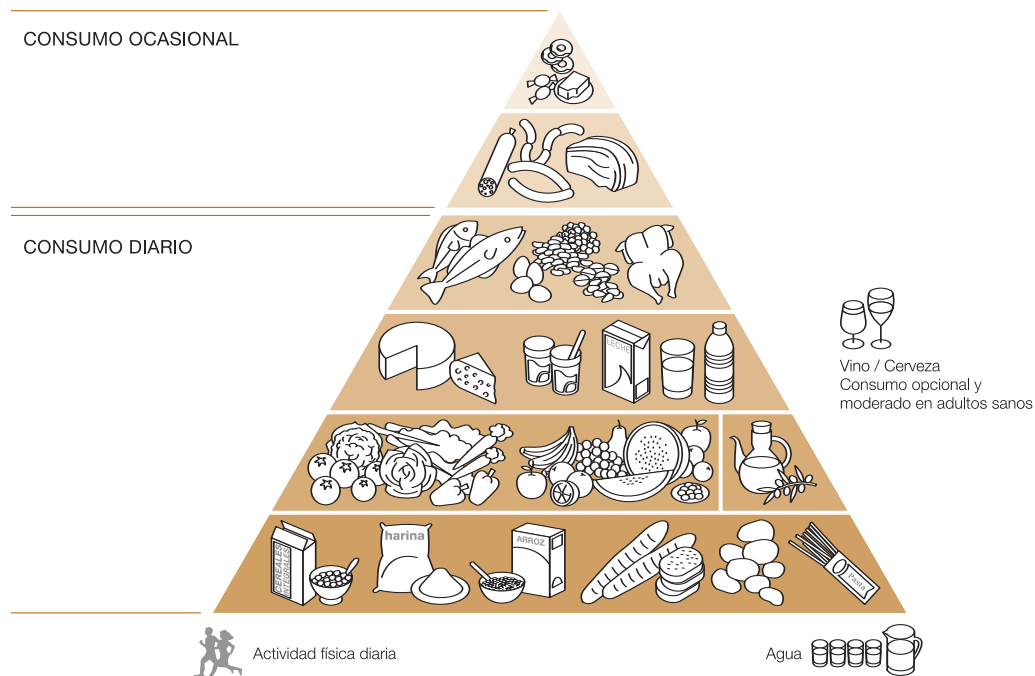 CONSUMO OCASIONAL
CONSUMO DIARIO
LECHE
Vino / Cerveza
Consumo opcional y
moderado en adultos sanos
CEREALES
INTEGRALES
harina
ARROZ
Pasta
Actividad física diaria
Agua